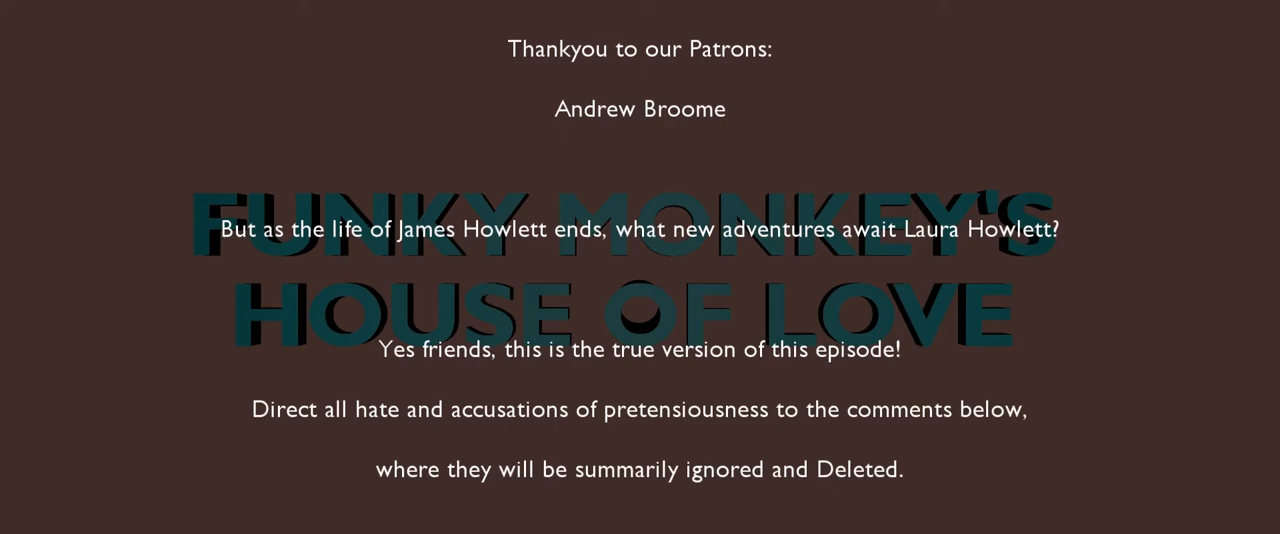 Thankyou to our Patrons:
Andrew Broome
FUNKY MONKEY'S
But as the life of James Howlett ends, what new adventures await Laura Howlett?
HOUSE OF LOVE
Yes friends, this is the true version of this episode!
Direct all hate and accusations of pretensiousness to the comments below,
where they will be summarily ignored and Deleted.